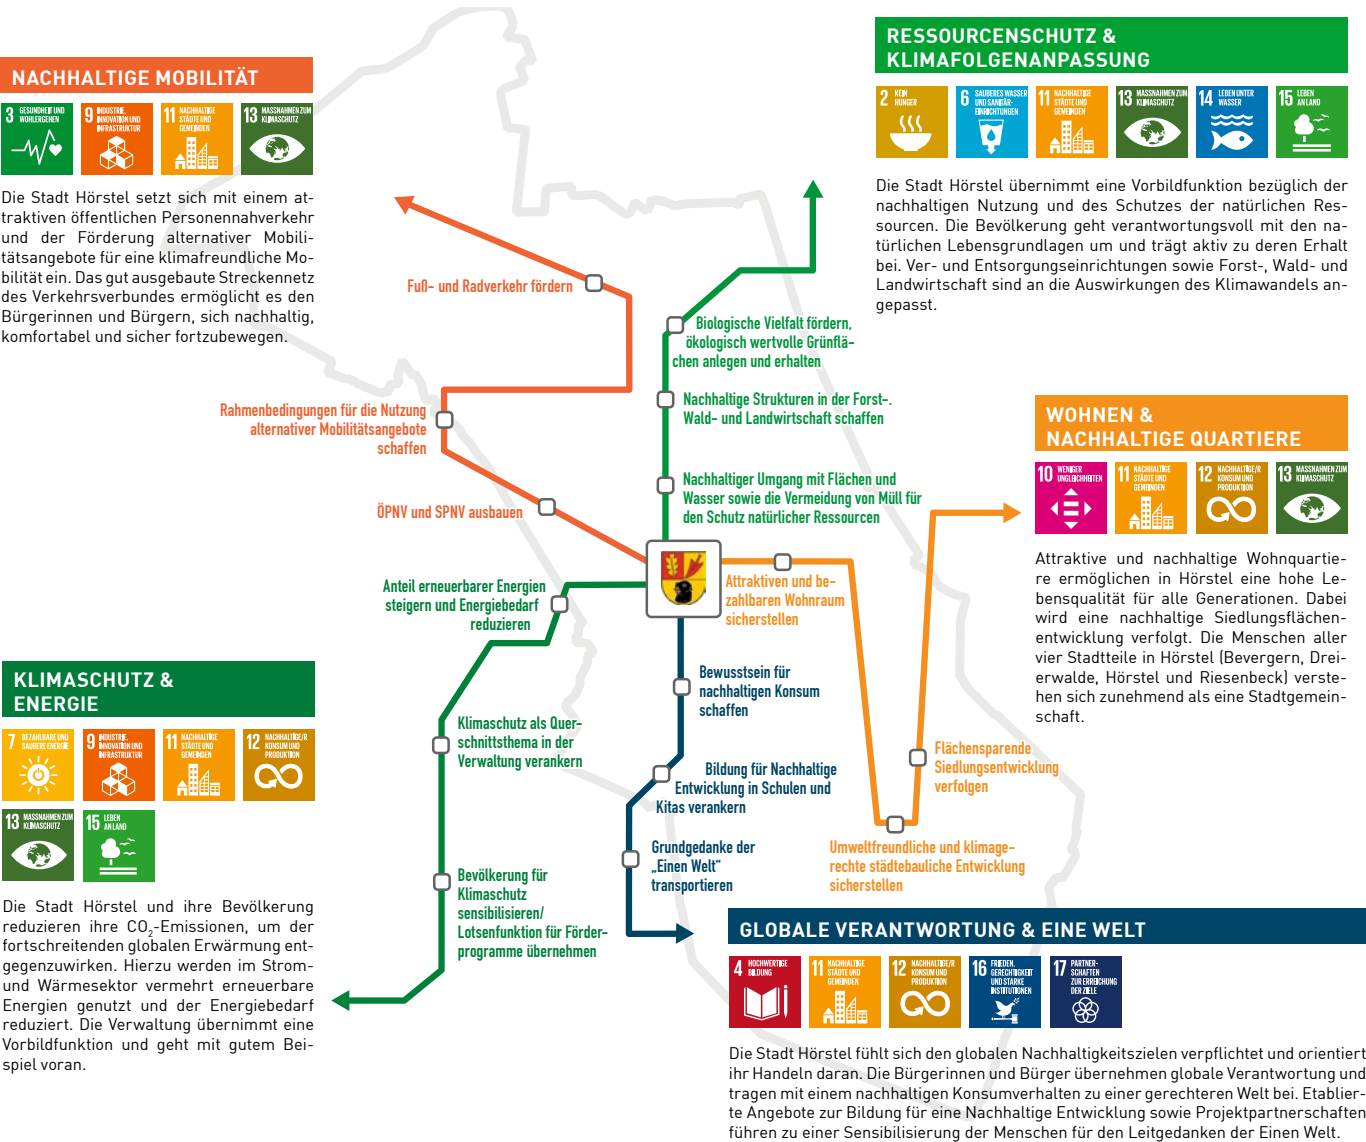 NACHHALTIGE MOBILITÄT
3 GESUNDHEIT UND
WOHLERGEHEN
9 INDUSTRIE,
INNOVATION UND
INFRASTRUKTUR
11 NACHHALTIGE
STÄDTE UND
GEMEINDEN
13 MASSNAHMEN ZUM
KLIMASCHUTZ
Die Stadt Hörstel setzt sich mit einem at-
traktiven öffentlichen Personennahverkehr
und der Förderung alternativer Mobili-
tätsangebote für eine klimafreundliche Mo-
bilität ein. Das gut ausgebaute Streckennetz
des Verkehrsverbundes ermöglicht es den
Bürgerinnen und Bürgern, sich nachhaltig,
komfortabel und sicher fortzubewegen.
RESSOURCENSCHUTZ &
KLIMAFOLGENANPASSUNG
2 KEIN
HUNGER
6 SAUBERES WASSER
UND SANITÄR-
EINRICHTUNGEN
11 NACHHALTIGE
STÄDTE UND
GEMEINDEN
13 MASSNAHMEN ZUM
KLIMASCHUTZ
14 LEBEN UNTER
WASSER
15 LEBEN
AN LAND
Die Stadt Hörstel übernimmt eine Vorbildfunktion bezüglich der
nachhaltigen Nutzung und des Schutzes der natürlichen Res-
sourcen. Die Bevölkerung geht verantwortungsvoll mit den na-
türlichen Lebensgrundlagen um und trägt aktiv zu deren Erhalt
bei. Ver- und Entsorgungseinrichtungen sowie Forst-, Wald- und
Landwirtschaft sind an die Auswirkungen des Klimawandels an-
gepasst.
Fuß- und Radverkehr fördern
Rahmenbedingungen für die Nutzung
alternativer Mobilitätsangebote
schaffen
ÖPNV und SPNV ausbauen
Biologische Vielfalt fördern,
ökologisch wertvolle Grünflä-
chen anlegen und erhalten
Nachhaltige Strukturen in der Forst-,
Wald- und Landwirtschaft schaffen
Nachhaltiger Umgang mit Flächen und
Wasser sowie die Vermeidung von Müll für
den Schutz natürlicher Ressourcen
WOHNEN &
NACHHALTIGE QUARTIERE
10 WENIGER
UNGLEICHHEITEN
11 NACHHALTIGE
STÄDTE UND
GEMEINDEN
12 NACHHALTIGE/R
KONSUM UND
PRODUKTION
13 MASSNAHMEN ZUM
KLIMASCHUTZ
Attraktive und nachhaltige Wohnquartie-
re ermöglichen in Hörstel eine hohe Le-
bensqualität für alle Generationen. Dabei
wird eine nachhaltige Siedlungsflächen-
entwicklung verfolgt. Die Menschen aller
vier Stadtteile in Hörstel (Bevergern, Drei-
erwalde, Hörstel und Riesenbeck) verste-
hen sich zunehmend als eine Stadtgemein-
schaft.
Attraktiven und be-
zahlbaren Wohnraum
sicherstellen
Flächensparende
Siedlungsentwicklung
verfolgen
Umweltfreundliche und klimage-
rechte städtebauliche Entwicklung
sicherstellen
Anteil erneuerbarer Energien
steigern und Energiebedarf
reduzieren
Klimaschutz als Quer-
schnittsthema in der
Verwaltung verankern
Bevölkerung für
Klimaschutz
sensibilisieren/
Lotsenfunktion für Förder-
programme übernehmen
Bewusstsein für
nachhaltigen Konsum
schaffen
Bildung für Nachhaltige
Entwicklung in Schulen und
Kitas verankern
Grundgedanke der
„Einen Welt“
transportieren
KLIMASCHUTZ &
ENERGIE
7 BEZAHLBARE UND
SAUBERE ENERGIE
9 INDUSTRIE,
INNOVATION UND
INFRASTRUKTUR
11 NACHHALTIGE
STÄDTE UND
GEMEINDEN
12 NACHHALTIGE/R
KONSUM UND
PRODUKTION
13 MASSNAHMEN ZUM
KLIMASCHUTZ
15 LEBEN
AN LAND
Die Stadt Hörstel und ihre Bevölkerung
reduzieren ihre CO₂-Emissionen, um der
fortschreitenden globalen Erwärmung ent-
gegenzuwirken. Hierzu werden im Strom-
und Wärmesektor vermehrt erneuerbare
Energien genutzt und der Energiebedarf
reduziert. Die Verwaltung übernimmt eine
Vorbildfunktion und geht mit gutem Bei-
spiel voran.
GLOBALE VERANTWORTUNG & EINE WELT
4 HOCHWERTIGE
BILDUNG
11 NACHHALTIGE
STÄDTE UND
GEMEINDEN
12 NACHHALTIGE/R
KONSUM UND
PRODUKTION
16 FRIEDEN,
GERECHTIGKEIT
UND STARKE
INSTITUTIONEN
17 PARTNER-
SCHAFTEN
ZUR ERREICHUNG
DER ZIELE
Die Stadt Hörstel fühlt sich den globalen Nachhaltigkeitszielen verpflichtet und orientiert
ihr Handeln daran. Die Bürgerinnen und Bürger übernehmen globale Verantwortung und
tragen mit einem nachhaltigen Konsumverhalten zu einer gerechteren Welt bei. Etablier-
te Angebote zur Bildung für eine Nachhaltige Entwicklung sowie Projektpartnerschaften
führen zu einer Sensibilisierung der Menschen für den Leitgedanken der Einen Welt.